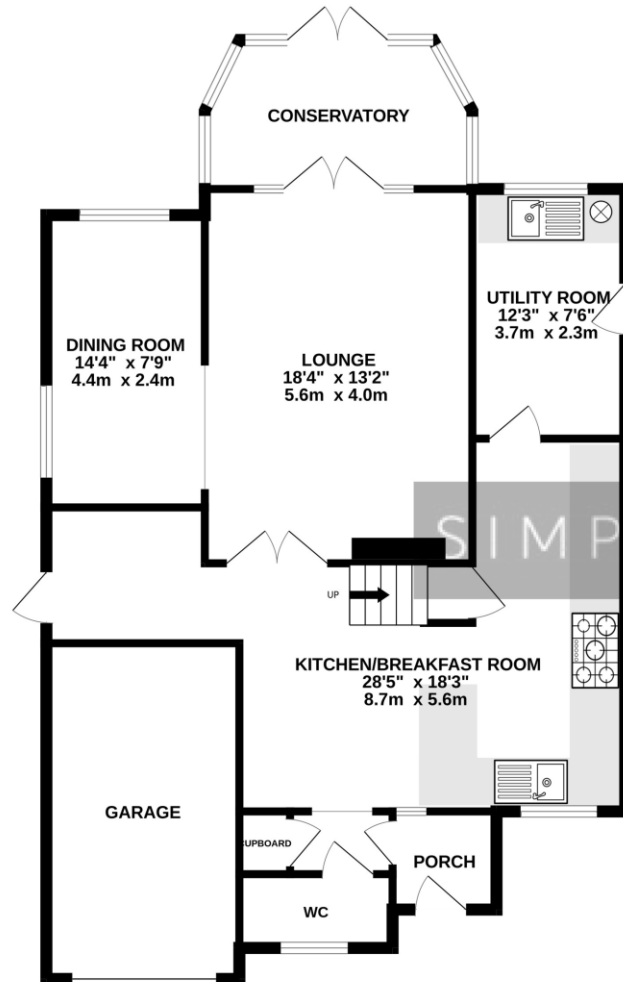 CONSERVATORY
DINING ROOM
14'4" x 7'9"
4.4m x 2.4m
LOUNGE
18'4" x 13'2"
5.6m x 4.0m
UTILITY ROOM
12'3" x 7'6"
3.7m x 2.3m
SIMP
UP
KITCHEN/BREAKFAST ROOM
28'5" x 18'3"
8.7m x 5.6m
GARAGE
CUPBOARD
PORCH
WC